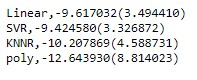 Linear,-9.617032(3.494410)
SVR,-9.424580(3.326872)
KNNR,-10.207869(4.588731)
poly,-12.643930(8.814023)